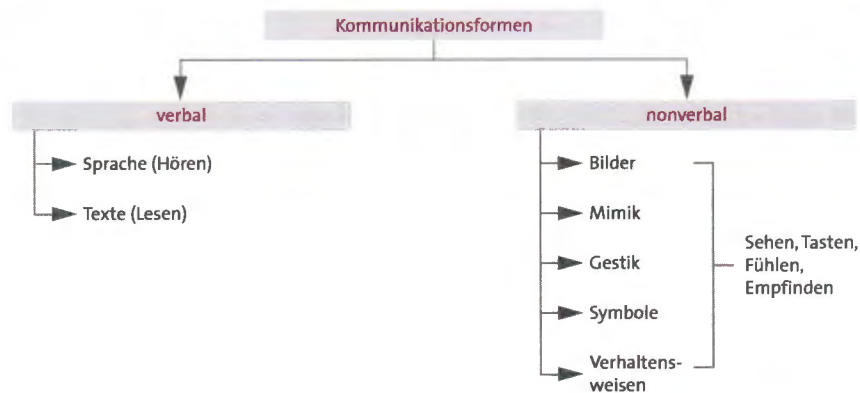 Kommunikationsformen
verbal
Sprache (Hören)
Texte (Lesen)
nonverbal
Bilder
Mimik
Gestik
Symbole
Verhaltens-
weisen
Sehen, Tasten,
Fühlen,
Empfinden